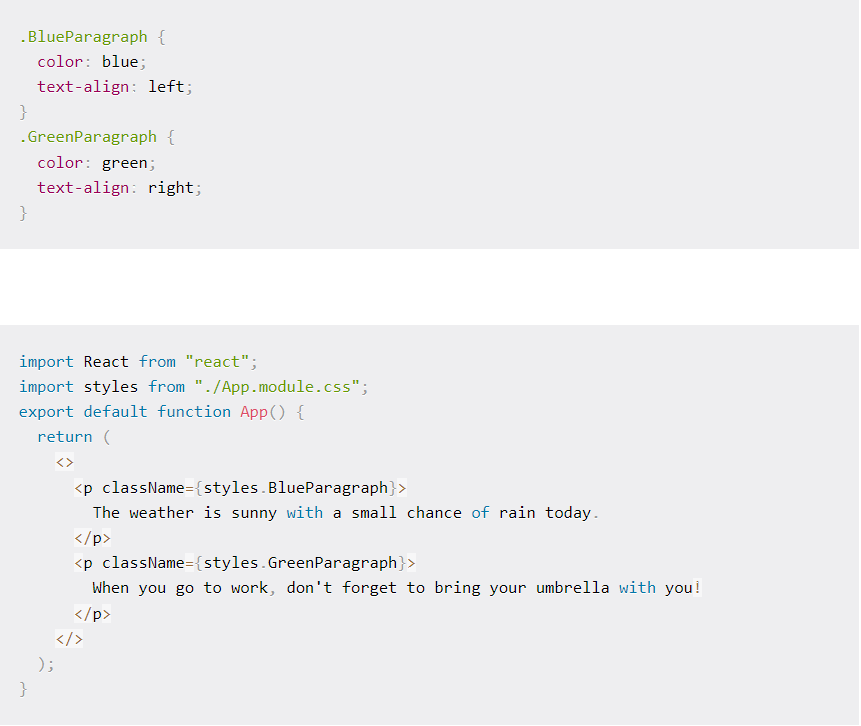 .BlueParagraph {
  color: blue;
  text-align: left;
}
.GreenParagraph {
  color: green;
  text-align: right;
}
import React from "react";
import styles from "./App.module.css";
export default function App() {
  return (
    <>
      <p className={styles.BlueParagraph}>
        The weather is sunny with a small chance of rain today.
      </p>
      <p className={styles.GreenParagraph}>
        When you go to work, don't forget to bring your umbrella with you!
      </p>
    </>
  );
}